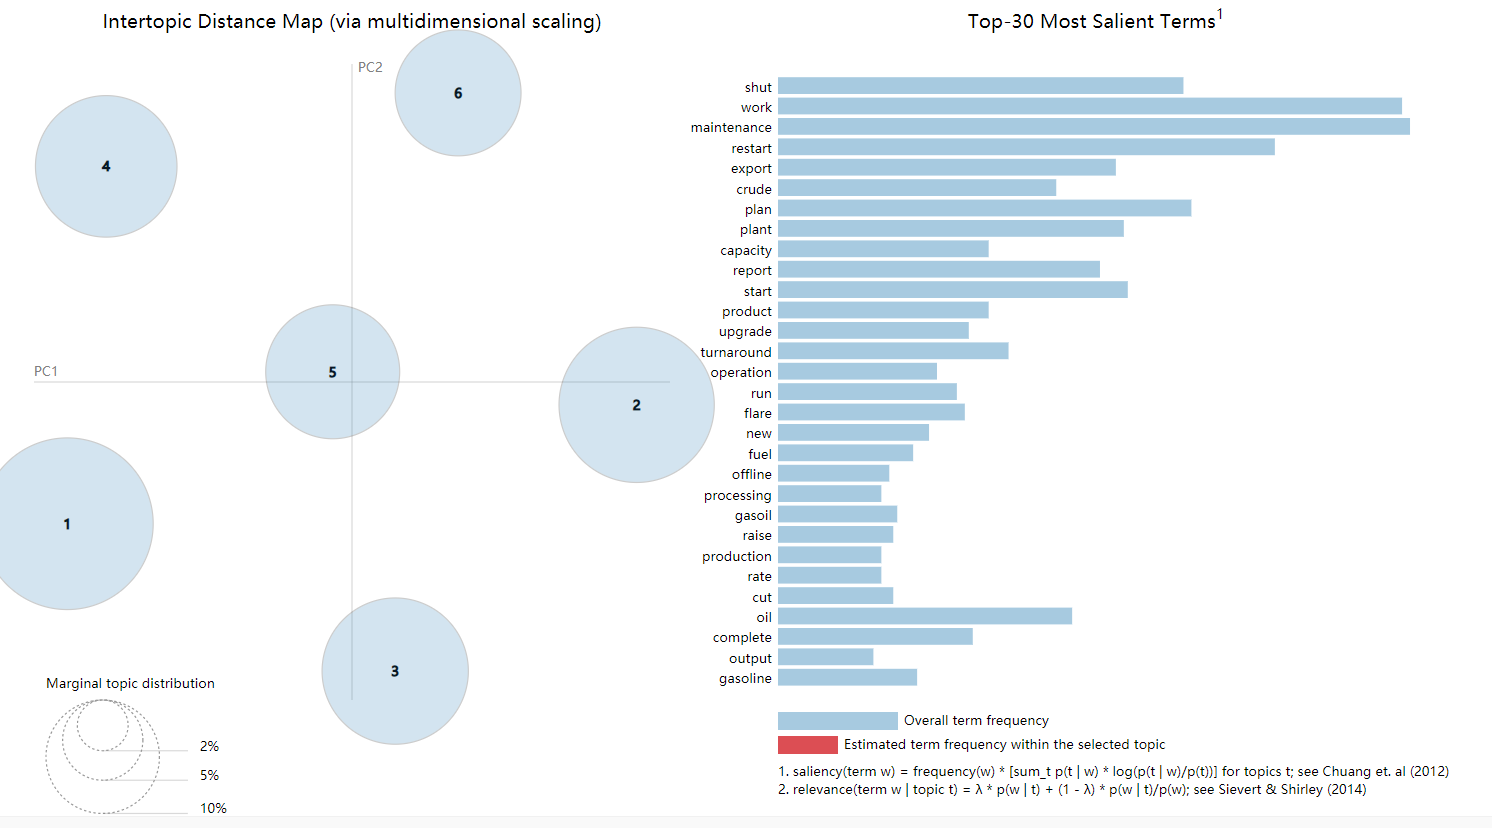 Intertopic Distance Map (via multidimensional scaling)
PC2
6
4
PC1
5
2
1
3
Marginal topic distribution
2%
5%
10%
Top-30 Most Salient Terms1
shut
work
maintenance
restart
export
crude
plan
plant
capacity
report
start
product
upgrade
turnaround
operation
run
flare
new
fuel
offline
processing
gasoil
raise
production
rate
cut
oil
complete
output
gasoline
Overall term frequency
Estimated term frequency within the selected topic
1. saliency(term w) = frequency(w) * [sum_t p(t | w) * log(p(t | w)/p(t))] for topics t; see Chuang et. al (2012)
2. relevance(term w | topic t) = λ * p(w | t) + (1 - λ) * p(w | t)/p(w); see Sievert & Shirley (2014)